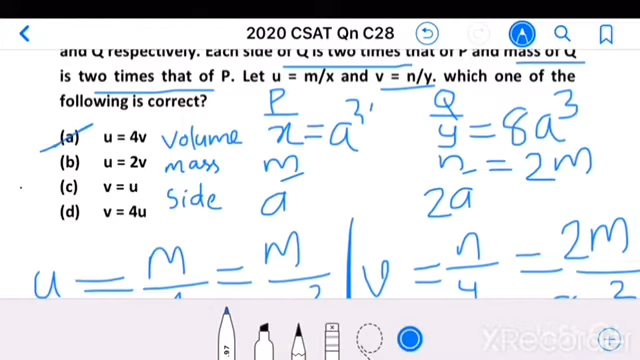 2020 CSAT Qn C28
and Q respectively. Each side of Q is two times that of P and mass of Q
is two times that of P. Let u = m/x and v = n/y. which one of the
following is correct?
P Q
(a) u = 4v volume x = a³ y = 8a³
(b) u = 2v mass m n = 2m
(c) v = u side a 2a
(d) v = 4u
u = m = m v = n = 2m
.97
XRecorder